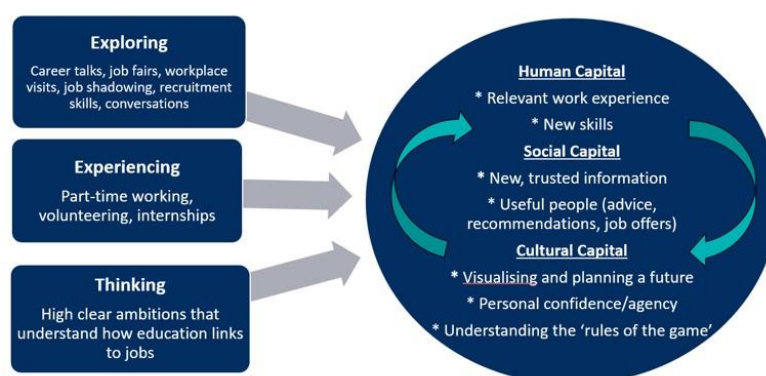 Exploring
Career talks, job fairs, workplace
visits, job shadowing, recruitment
skills, conversations
Experiencing
Part-time working,
volunteering, internships
Thinking
High clear ambitions that
understand how education links
to jobs
Human Capital
* Relevant work experience
* New skills
Social Capital
* New, trusted information
* Useful people (advice,
recommendations, job offers)
Cultural Capital
* Visualising and planning a future
* Personal confidence/agency
* Understanding the ‘rules of the game’